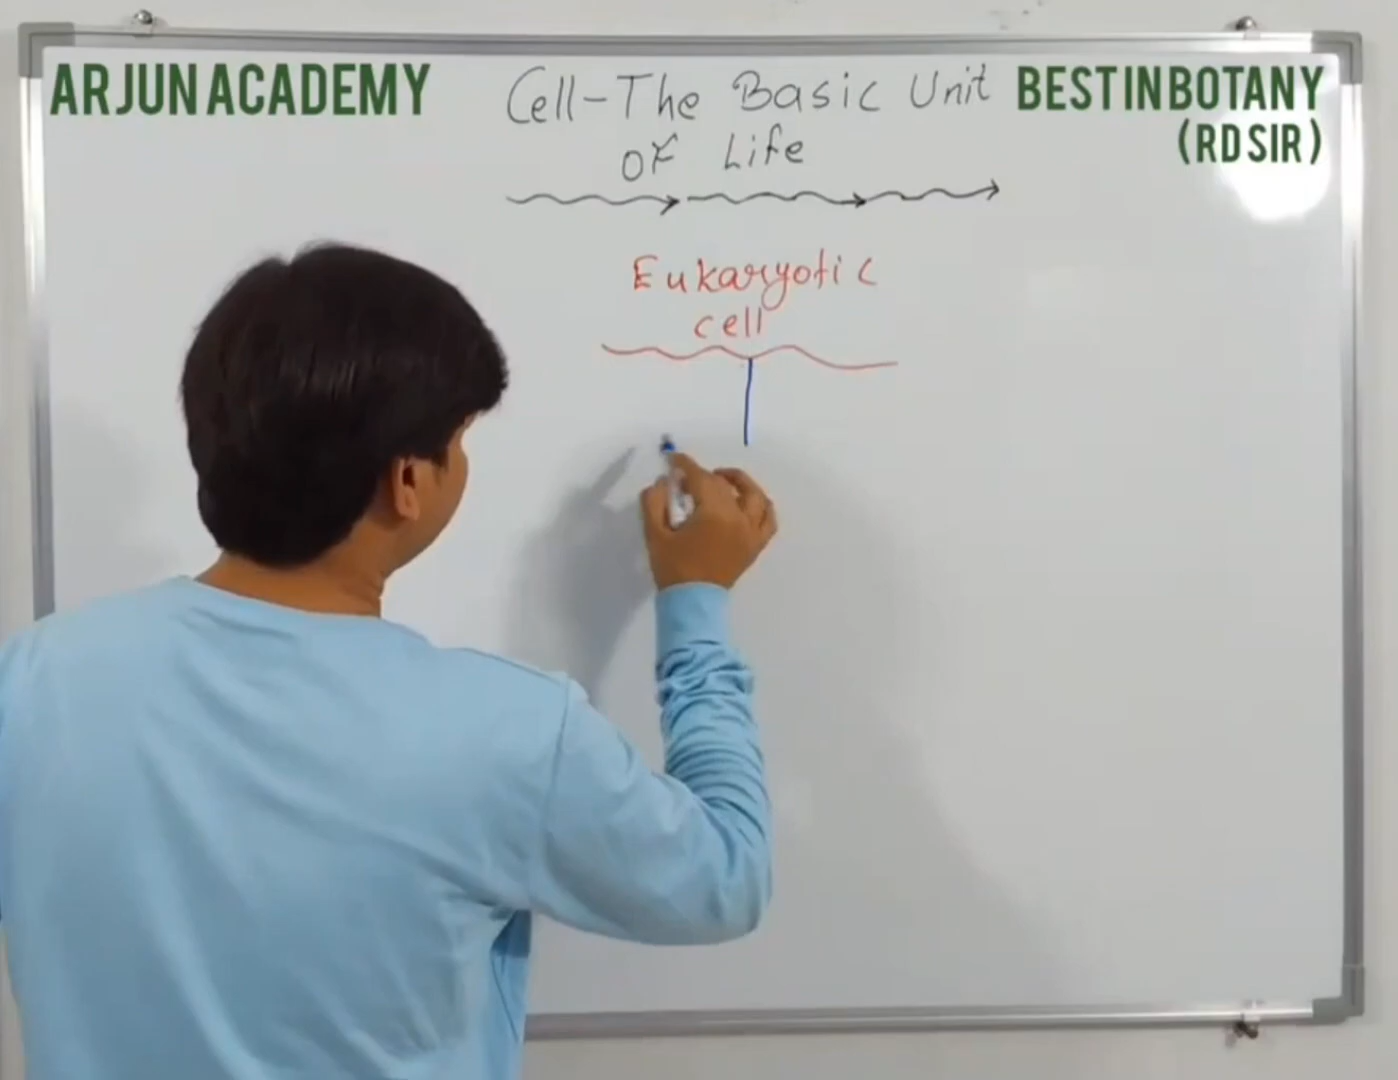 ARJUN ACADEMY
Cell-The Basic Unit
OF Life
BEST IN BOTANY
(RD SIR)
Eukaryotic
cell